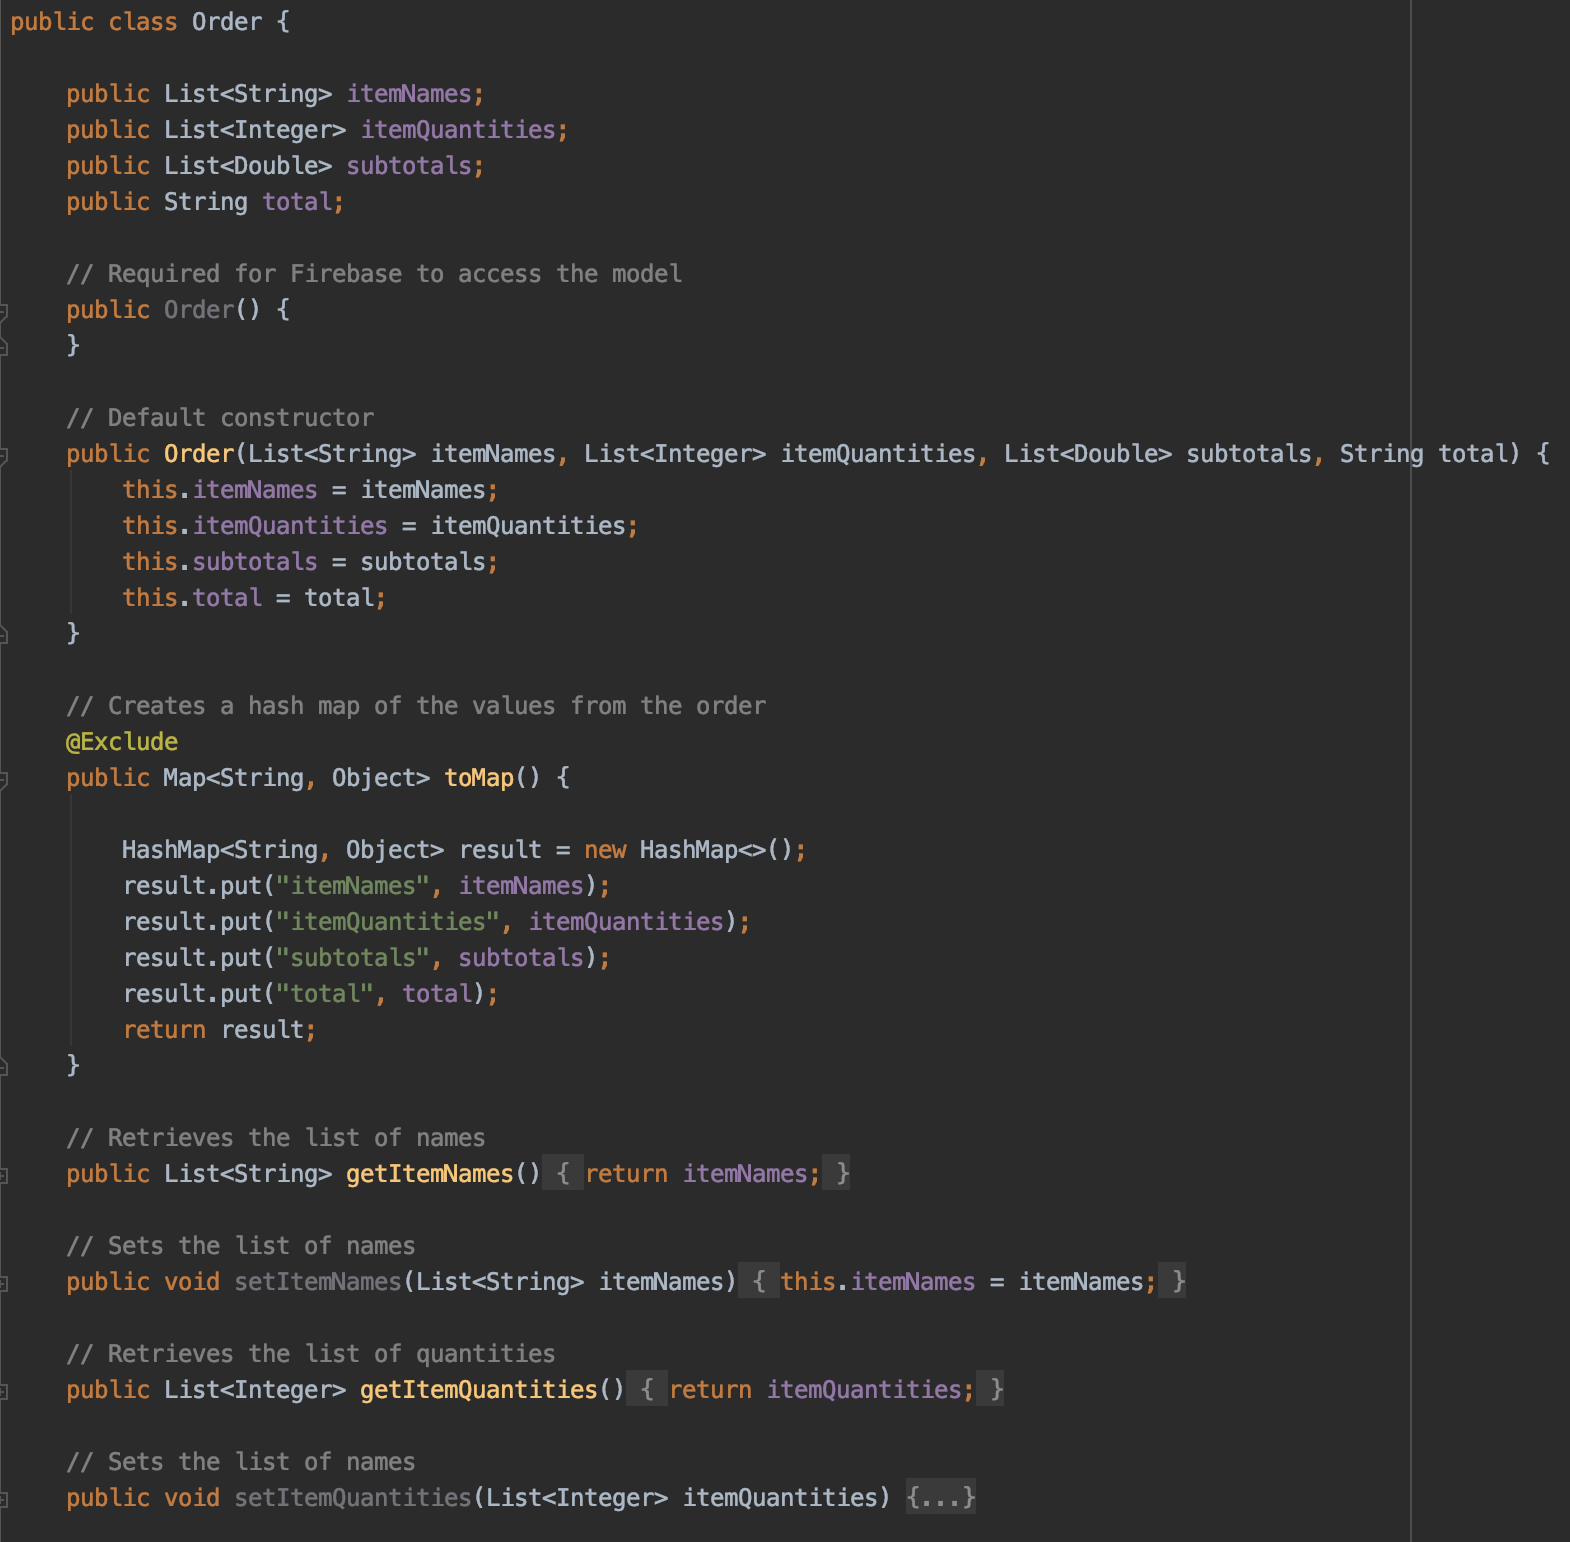 public class Order {
public List<String> itemNames;
public List<Integer> itemQuantities;
public List<Double> subtotals;
public String total;
// Required for Firebase to access the model
public Order() {
}
// Default constructor
public Order(List<String> itemNames, List<Integer> itemQuantities, List<Double> subtotals, String total) {
this.itemNames = itemNames;
this.itemQuantities = itemQuantities;
this.subtotals = subtotals;
this.total = total;
}
// Creates a hash map of the values from the order
@Exclude
public Map<String, Object> toMap() {
HashMap<String, Object> result = new HashMap<>();
result.put("itemNames", itemNames);
result.put("itemQuantities", itemQuantities);
result.put("subtotals", subtotals);
result.put("total", total);
return result;
}
// Retrieves the list of names
public List<String> getItemNames() { return itemNames; }
// Sets the list of names
public void setItemNames(List<String> itemNames) { this.itemNames = itemNames; }
// Retrieves the list of quantities
public List<Integer> getItemQuantities() { return itemQuantities; }
// Sets the list of names
public void setItemQuantities(List<Integer> itemQuantities) {...}